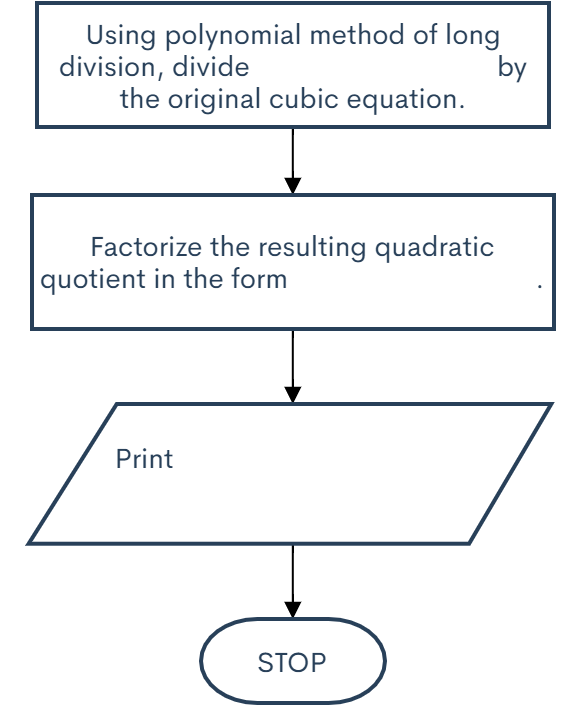 Using polynomial method of long
division, divide by
the original cubic equation.
Factorize the resulting quadratic
quotient in the form .
Print
STOP